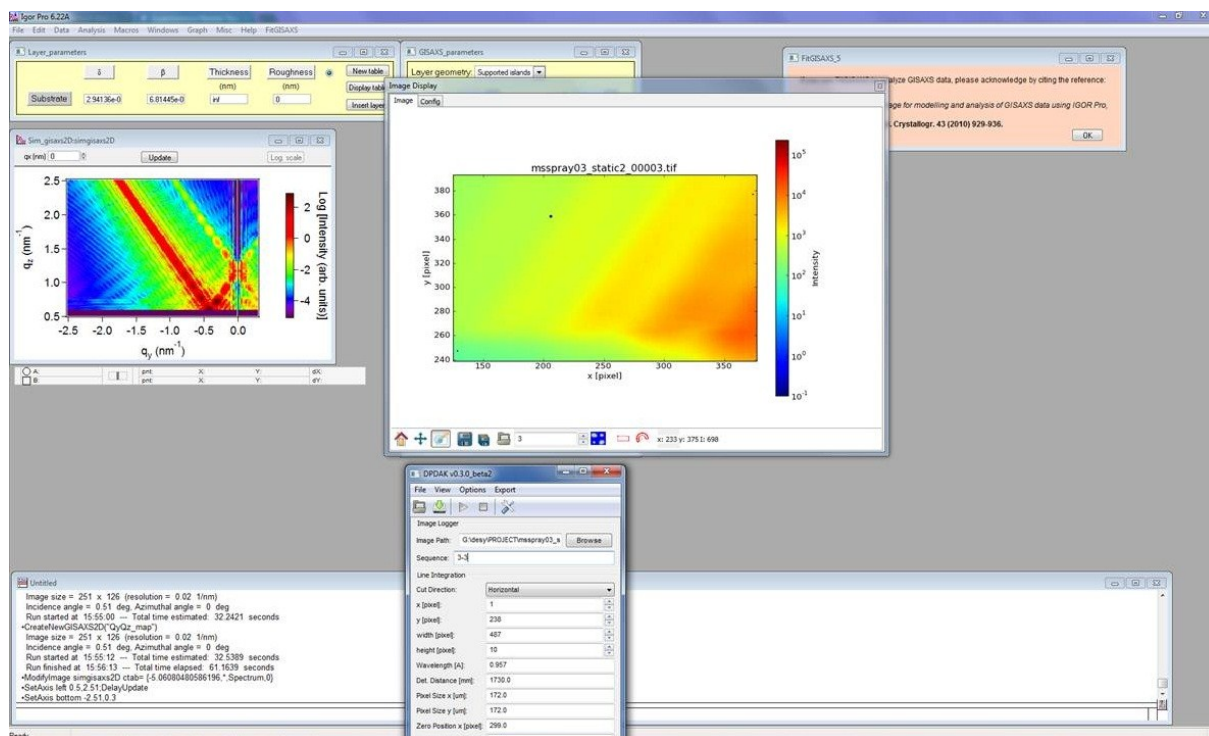 Igor Pro 6.22A
File Edit Data Analysis Macros Windows Graph Misc Help FitGISAXS
Layer_parameters
δ β Thickness Roughness New table
(nm) (nm) Display table
Substrate 2.94136e-0 6.81445e-0 inf 0 Insert layer
GISAXS_parameters
Layer geometry: Supported islands
FitGISAXS_5
analyze GISAXS data, please acknowledge by citing the reference:
age for modelling and analysis of GISAXS data using IGOR Pro,
. Crystallogr. 43 (2010) 929-936.
OK
Sim_gisaxs2D:simgisaxs2D
qx (nm) 0 Update Log. scale
2.5
2.0
1.5
1.0
0.5
qz (nm-1)
-2.5 -2.0 -1.5 -1.0 -0.5 0.0
qy (nm-1)
2
0
-2
-4
Log [Intensity (arb. units)]
A: pnt: X: Y: dX:
B: pnt: X: Y: dY:
Image Display
Image Config
msspray03_static2_00003.tif
380
360
340
320
300
280
260
240
y [pixel]
150 200 250 300 350
x [pixel]
10^5
10^4
10^3
10^2
10^1
10^0
10^-1
Intensity
3 x: 233 y: 375 I: 698
DPDAK v0.3.0_beta2
File View Options Export
Image Logger
Image Path: G:\desy\PROJECT\msspray03_s Browse
Sequence: 3-3
Line Integration
Cut Direction: Horizontal
x [pixel]: 1
y [pixel]: 238
width [pixel]: 487
height [pixel]: 10
Wavelength [A]: 0.957
Det. Distance [mm]: 1730.0
Pixel Size x [um]: 172.0
Pixel Size y [um]: 172.0
Zero Position x [pixel]: 299.0
Untitled
Image size = 251 x 126 (resolution = 0.02 1/nm)
Incidence angle = 0.51 deg, Azimuthal angle = 0 deg
Run started at 15:55:00 --- Total time estimated: 32.2421 seconds
•CreateNewGISAXS2D("QyQz_map")
Image size = 251 x 126 (resolution = 0.02 1/nm)
Incidence angle = 0.51 deg, Azimuthal angle = 0 deg
Run started at 15:55:12 --- Total time estimated: 32.5389 seconds
Run finished at 15:56:13 --- Total time elapsed: 61.1639 seconds
•ModifyImage simgisaxs2D ctab= {-5.06080480586196,*,Spectrum,0}
•SetAxis left 0.5,2.51;DelayUpdate
•SetAxis bottom -2.51,0.3
Ready